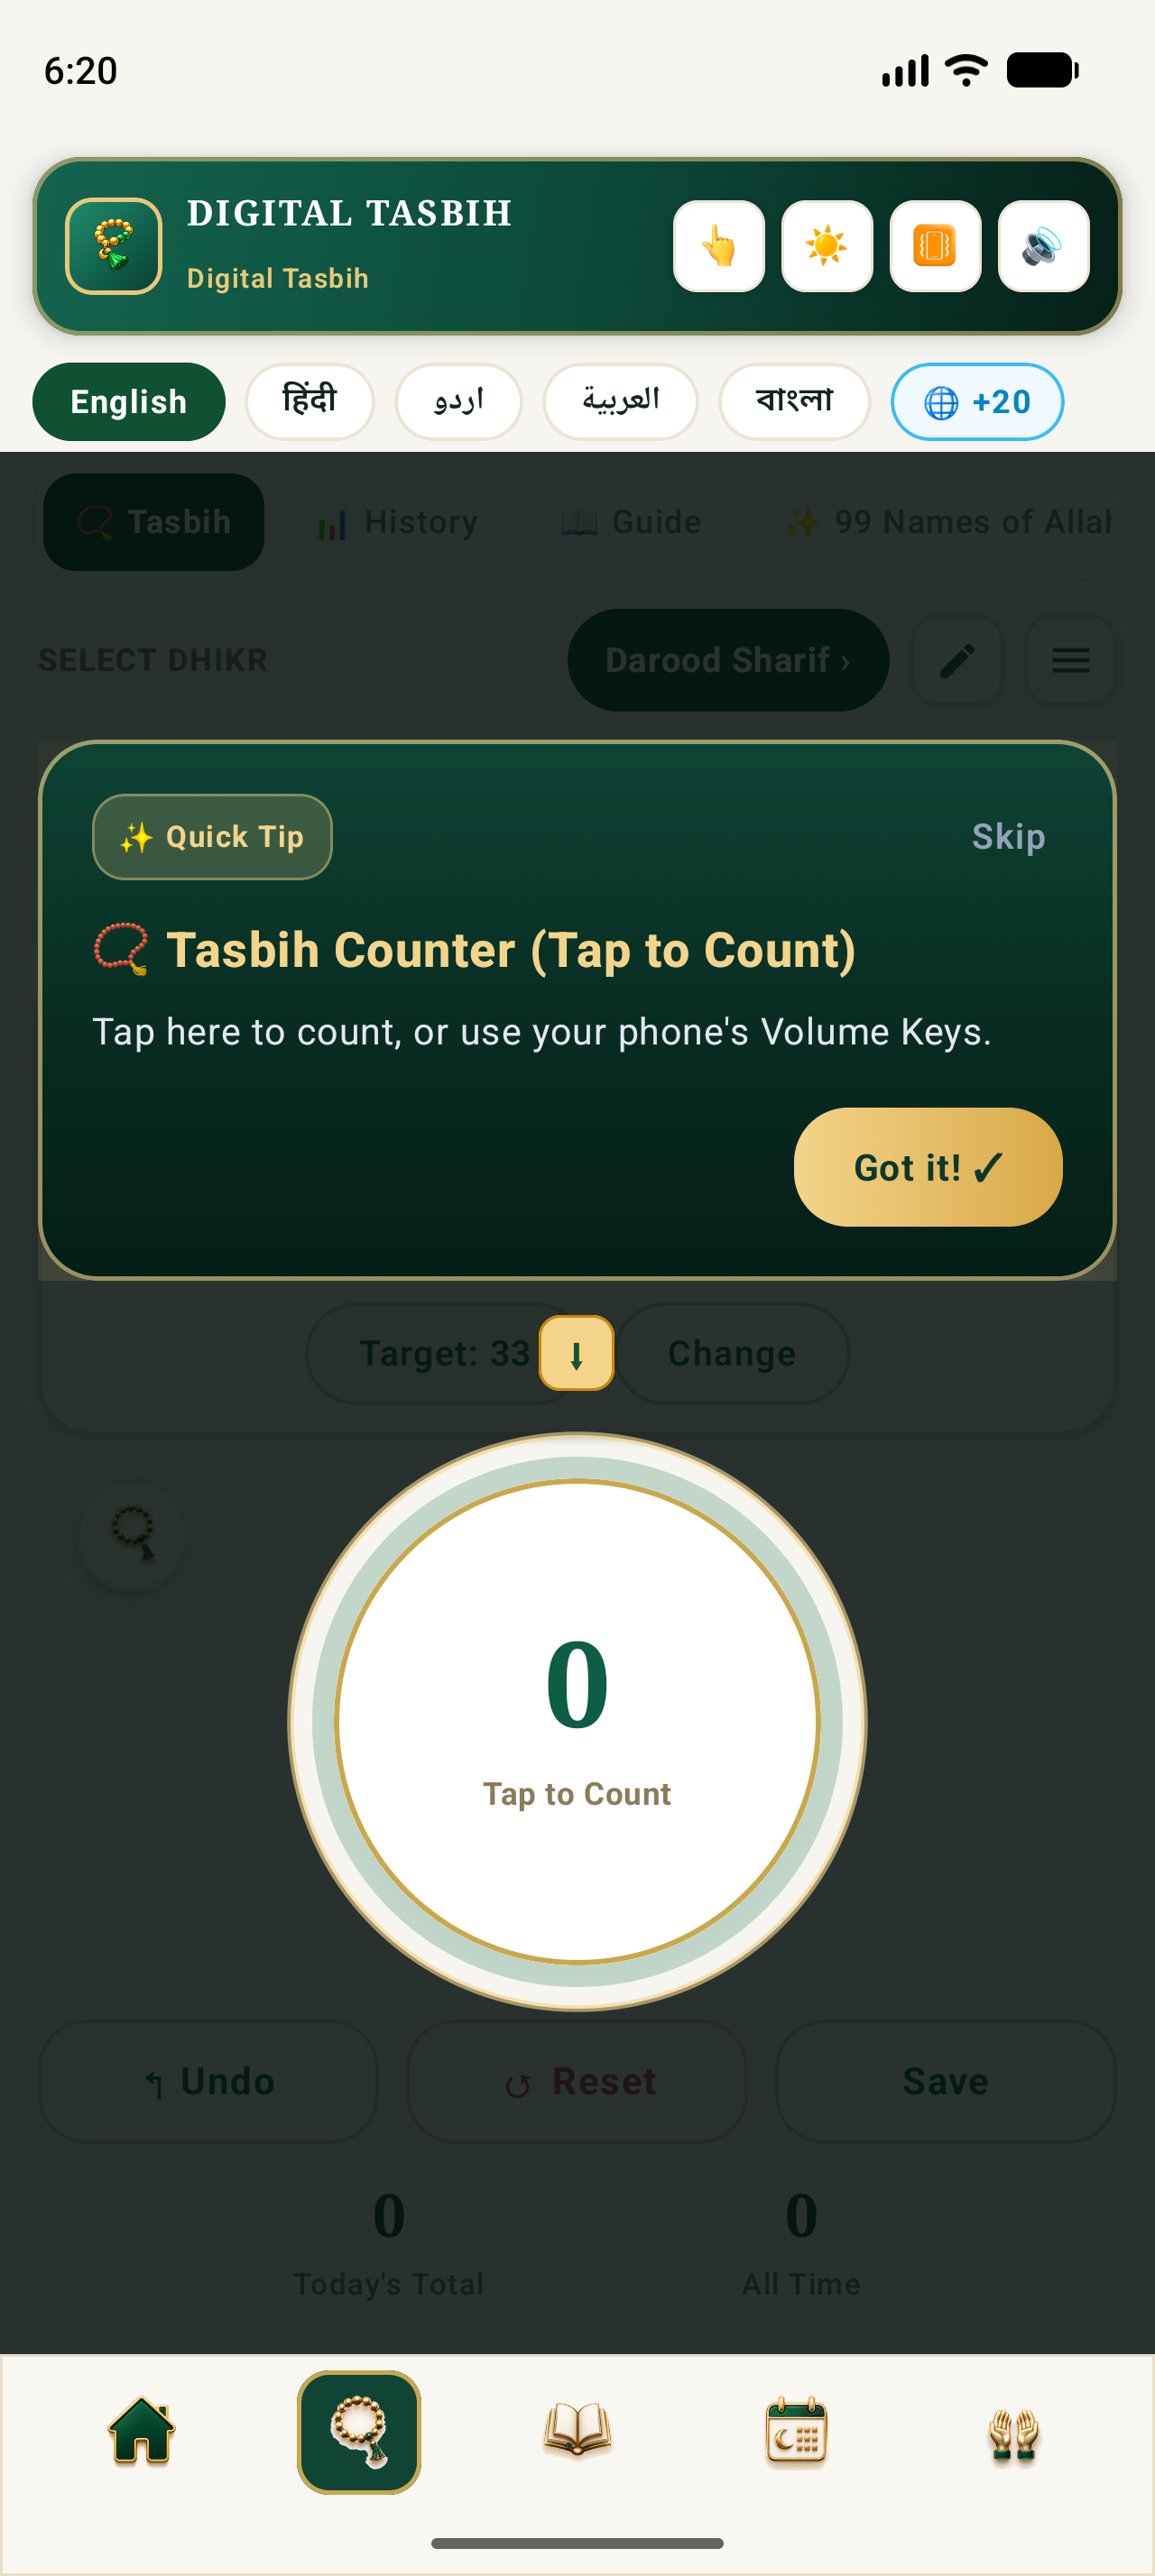 6:20
DIGITAL TASBIH
Digital Tasbih
English
हिंदी
اردو
العربية
বাংলা
+20
Tasbih
History
Guide
99 Names of Allah
SELECT DHIKR
Darood Sharif ›
Quick Tip
Skip
Tasbih Counter (Tap to Count)
Tap here to count, or use your phone's Volume Keys.
Got it! ✓
Target: 33
Change
0
Tap to Count
Undo
Reset
Save
0
0
Today's Total
All Time